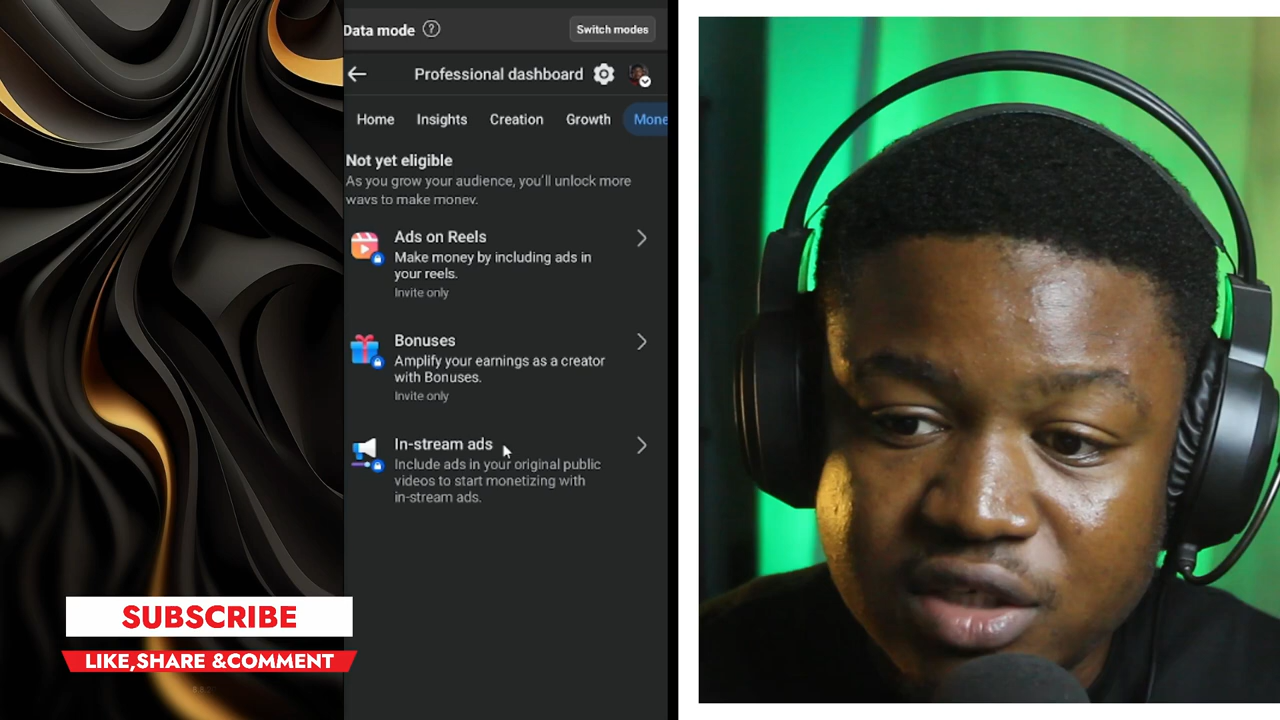 Data mode
Switch modes
Professional dashboard
Home Insights Creation Growth Mone
Not yet eligible
As you grow your audience, you'll unlock more
ways to make money.
Ads on Reels
Make money by including ads in
your reels.
Invite only
Bonuses
Amplify your earnings as a creator
with Bonuses.
Invite only
In-stream ads
Include ads in your original public
videos to start monetizing with
in-stream ads.
SUBSCRIBE
LIKE,SHARE &COMMENT